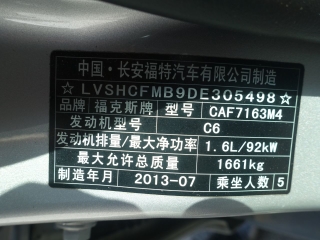 中国·长安福特汽车有限公司制造
☆LVSHCFMB9DE305498☆
品牌 福克斯牌 型号 CAF7163M4
发动机型号 C6
发动机排量/最大净功率 1.6L/92kW
最大允许总质量 1661kg
制造年月 2013-07 乘坐人数 5